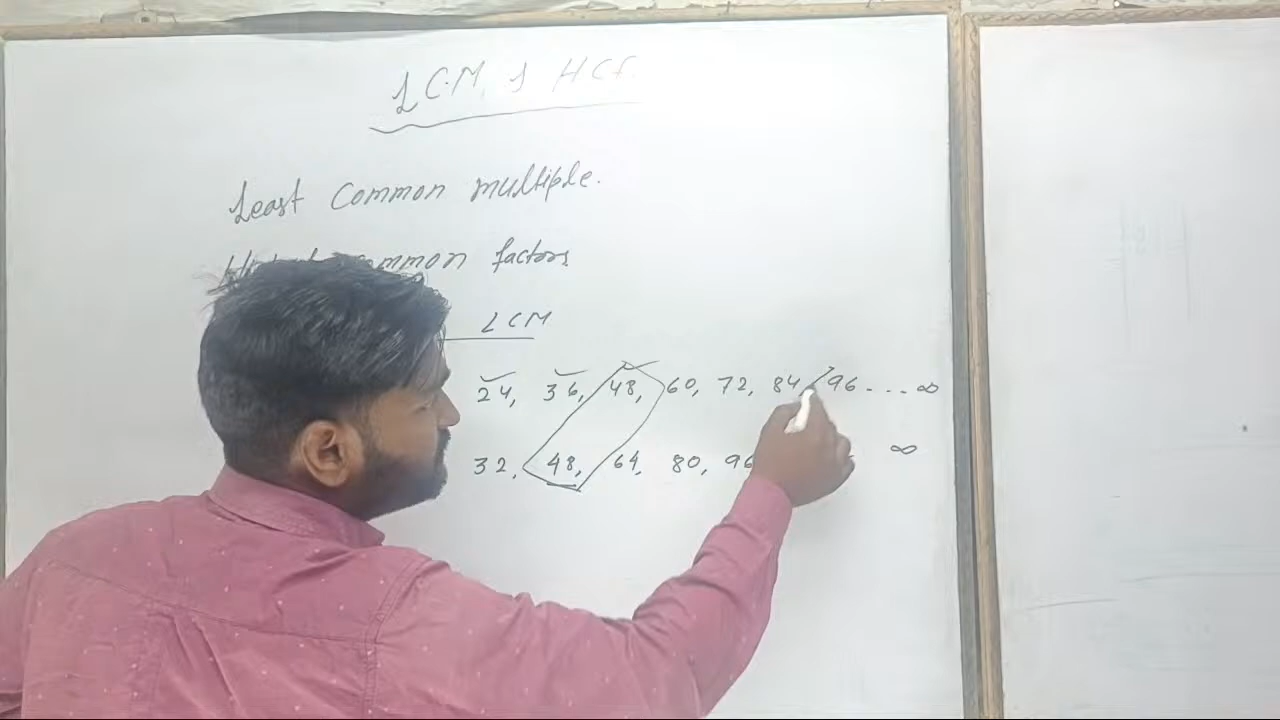 LCM & HCF.
Least Common multiple.
Common factors
LCM
24, 36, 48, 60, 72, 84, 96 - - - ∞
32, 48, 64, 80, 96 ∞